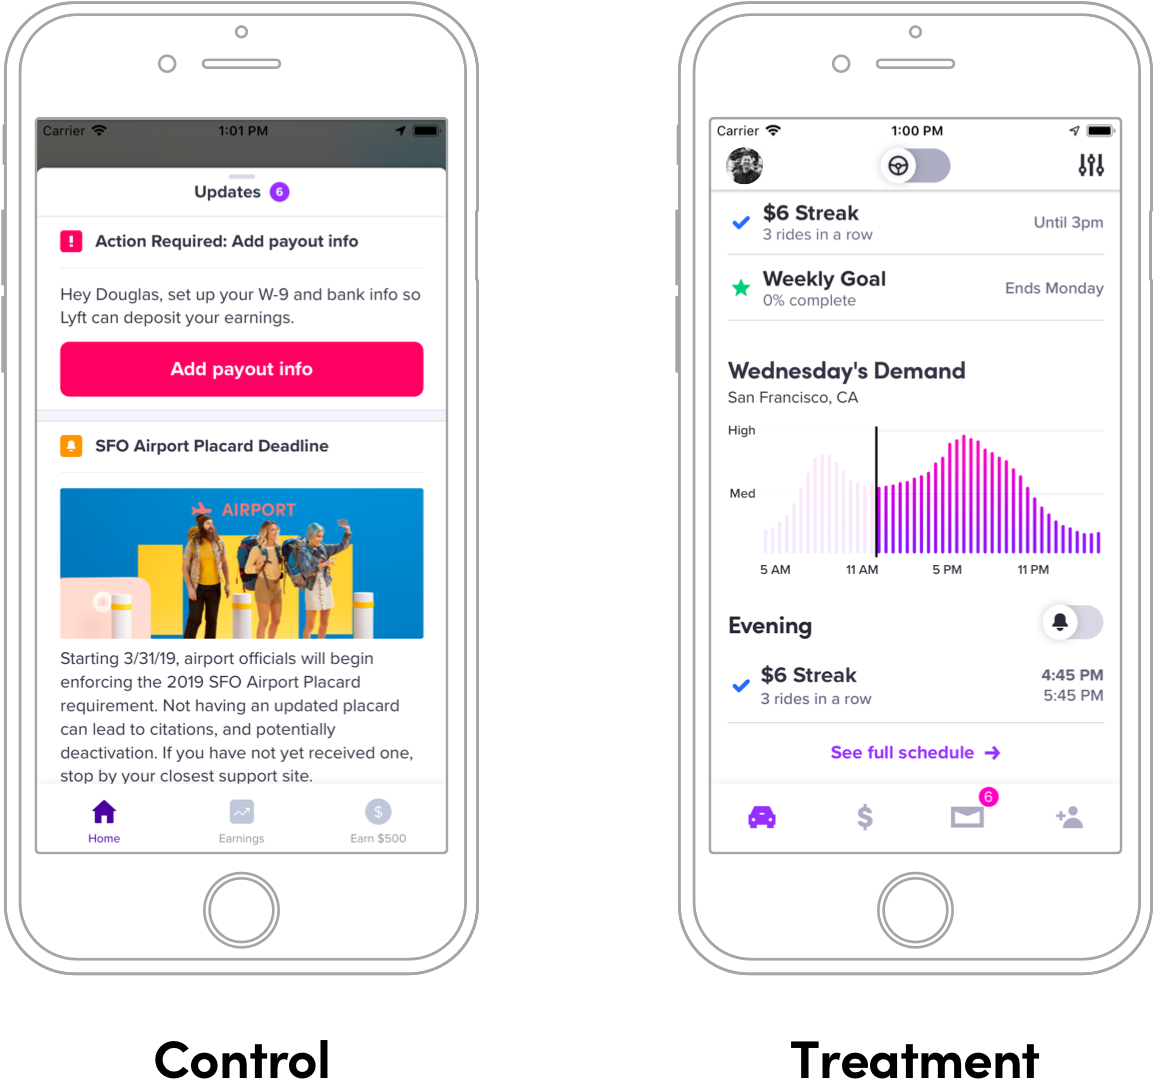 Carrier 1:01 PM
Updates 6
! Action Required: Add payout info
Hey Douglas, set up your W-9 and bank info so
Lyft can deposit your earnings.
Add payout info
SFO Airport Placard Deadline
AIRPORT
Starting 3/31/19, airport officials will begin
enforcing the 2019 SFO Airport Placard
requirement. Not having an updated placard
can lead to citations, and potentially
deactivation. If you have not yet received one,
stop by your closest support site.
$
Home Earnings Earn $500
Control
Carrier 1:00 PM
$6 Streak
3 rides in a row
Until 3pm
Weekly Goal
0% complete
Ends Monday
Wednesday's Demand
San Francisco, CA
High
Med
5 AM 11 AM 5 PM 11 PM
Evening
$6 Streak
3 rides in a row
4:45 PM
5:45 PM
See full schedule →
$ 6
Treatment